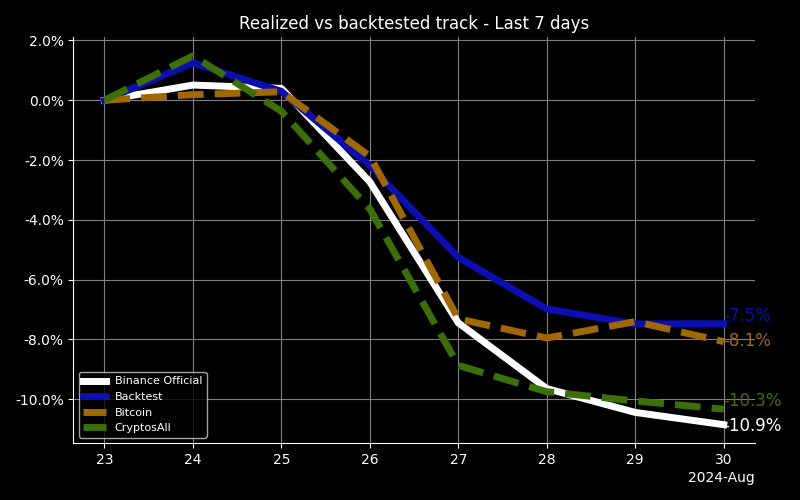 Realized vs backtested track - Last 7 days
2.0%
0.0%
-2.0%
-4.0%
-6.0%
-8.0%
-10.0%
-7.5%
-8.1%
-10.3%
-10.9%
Binance Official
Backtest
Bitcoin
CryptosAll
23 24 25 26 27 28 29 30
2024-Aug